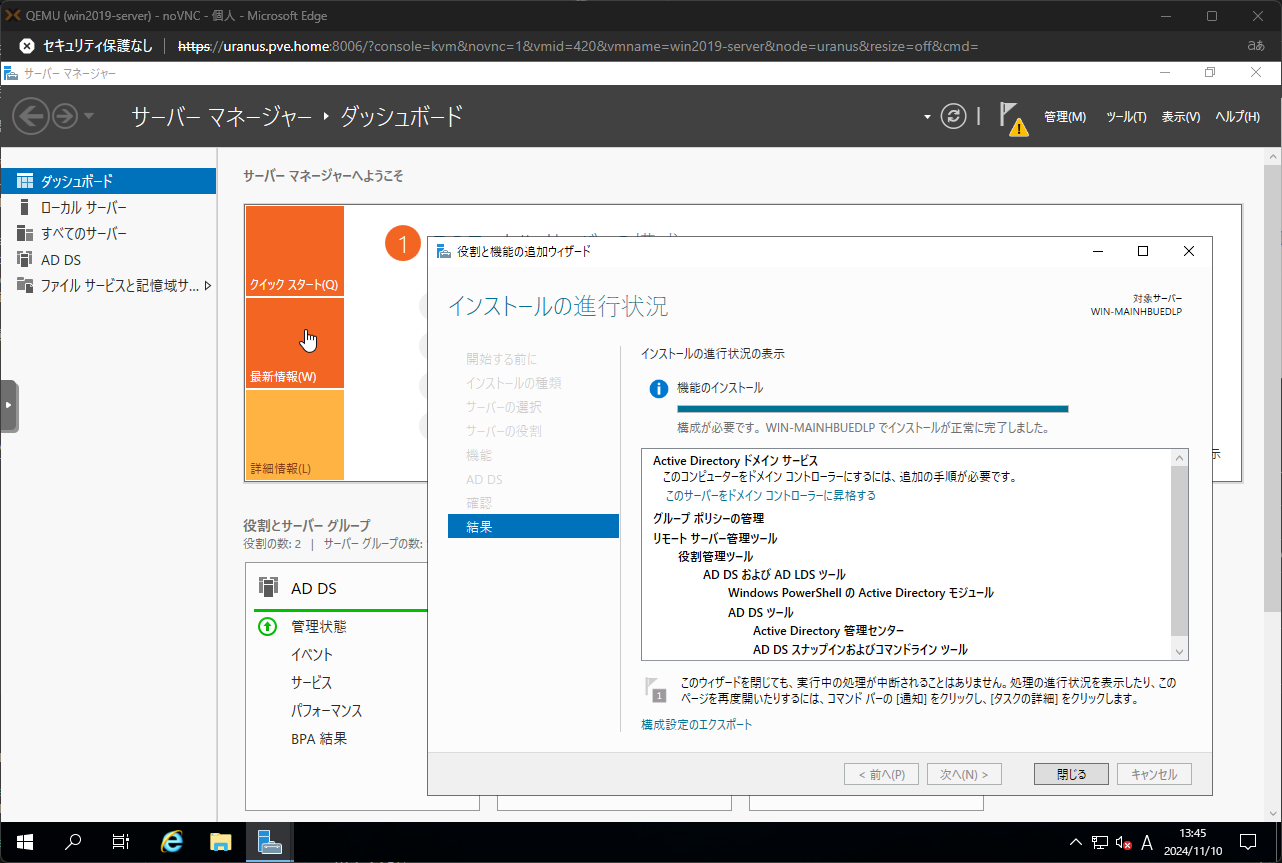 QEMU (win2019-server) - noVNC - 個人 - Microsoft Edge
セキュリティ保護なし | https://uranus.pve.home:8006/?console=kvm&novnc=1&vmid=420&vmname=win2019-server&node=uranus&resize=off&cmd=
aあ
サーバー マネージャー
サーバー マネージャー ダッシュボード
管理(M) ツール(T) 表示(V) ヘルプ(H)
ダッシュボード
ローカル サーバー
すべてのサーバー
AD DS
ファイル サービスと記憶域サ...
サーバー マネージャーへようこそ
クイック スタート(Q)
最新情報(W)
詳細情報(L)
1
役割とサーバー グループ
役割の数: 2 | サーバー グループの数:
AD DS
管理状態
イベント
サービス
パフォーマンス
BPA 結果
役割と機能の追加ウィザード
インストールの進行状況
対象サーバー
WIN-MAINHBUEDLP
開始する前に
インストールの種類
サーバーの選択
サーバーの役割
機能
AD DS
確認
結果
インストールの進行状況の表示
機能のインストール
構成が必要です。 WIN-MAINHBUEDLP でインストールが正常に完了しました。
Active Directory ドメイン サービス
このコンピューターをドメイン コントローラーにするには、追加の手順が必要です。
このサーバーをドメイン コントローラーに昇格する
グループ ポリシーの管理
リモート サーバー管理ツール
役割管理ツール
AD DS および AD LDS ツール
Windows PowerShell の Active Directory モジュール
AD DS ツール
Active Directory 管理センター
AD DS スナップインおよびコマンドライン ツール
1
このウィザードを閉じても、実行中の処理が中断されることはありません。処理の進行状況を表示したり、この
ページを再度開いたりするには、コマンド バーの [通知] をクリックし、[タスクの詳細] をクリックします。
構成設定のエクスポート
< 前へ(P) 次へ(N) > 閉じる キャンセル
示
A
13:45
2024/11/10